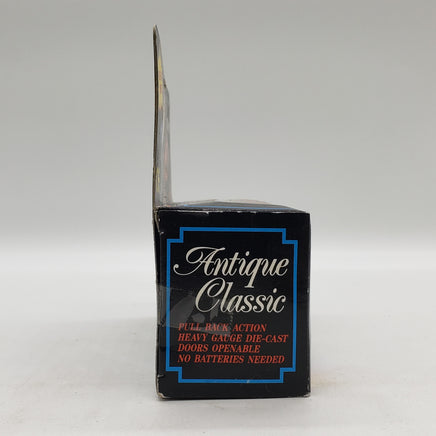 Antique
Classic
PULL BACK ACTION
HEAVY GAUGE DIE-CAST
DOORS OPENABLE
NO BATTERIES NEEDED